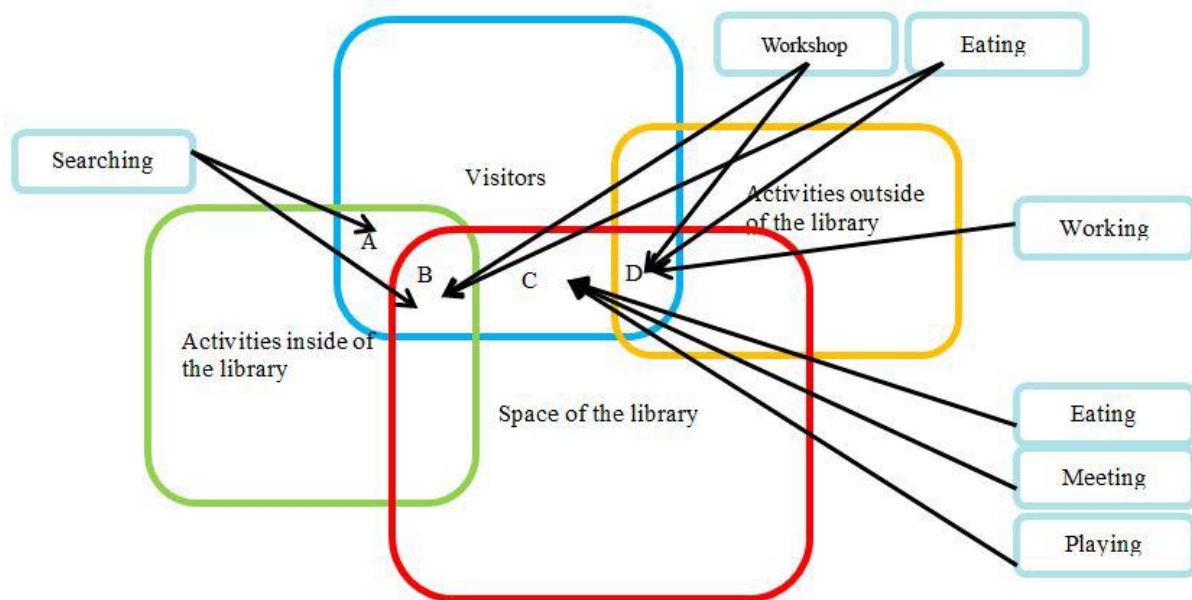 Workshop
Eating
Searching
Visitors
Activities outside
of the library
Working
A
B
C
D
Activities inside of
the library
Space of the library
Eating
Meeting
Playing